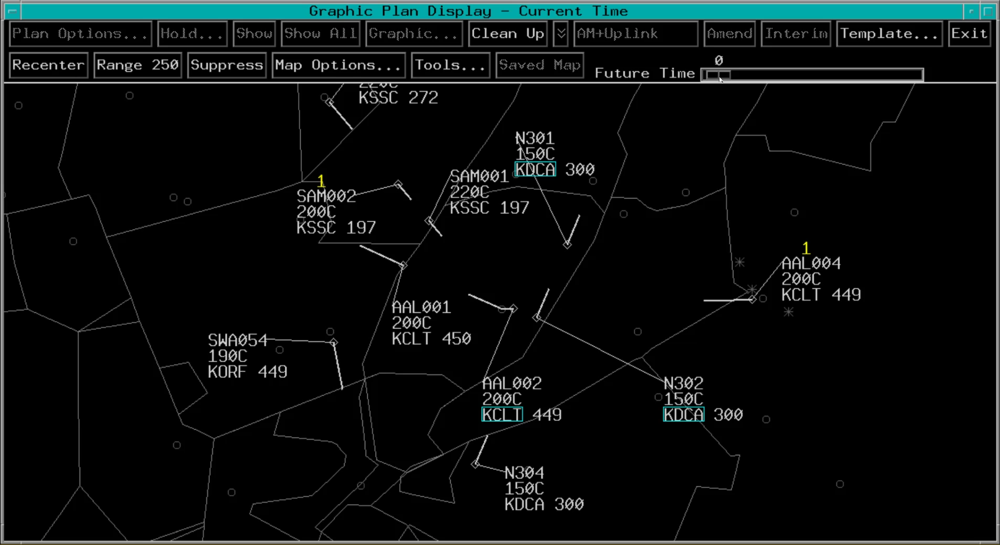 Graphic Plan Display - Current Time
Plan Options... Hold... Show Show All Graphic... Clean Up AM+Uplink Amend Interim Template... Exit
Recenter Range 250 Suppress Map Options... Tools... Saved Map Future Time 0
220C
KSSC 272
N301
150C
KDCA 300
SAM001
220C
KSSC 197
1
SAM002
200C
KSSC 197
1
AAL004
200C
KCLT 449
AAL001
200C
KCLT 450
SWA054
190C
KORF 449
AAL002
200C
KCLT 449
N302
150C
KDCA 300
N304
150C
KDCA 300